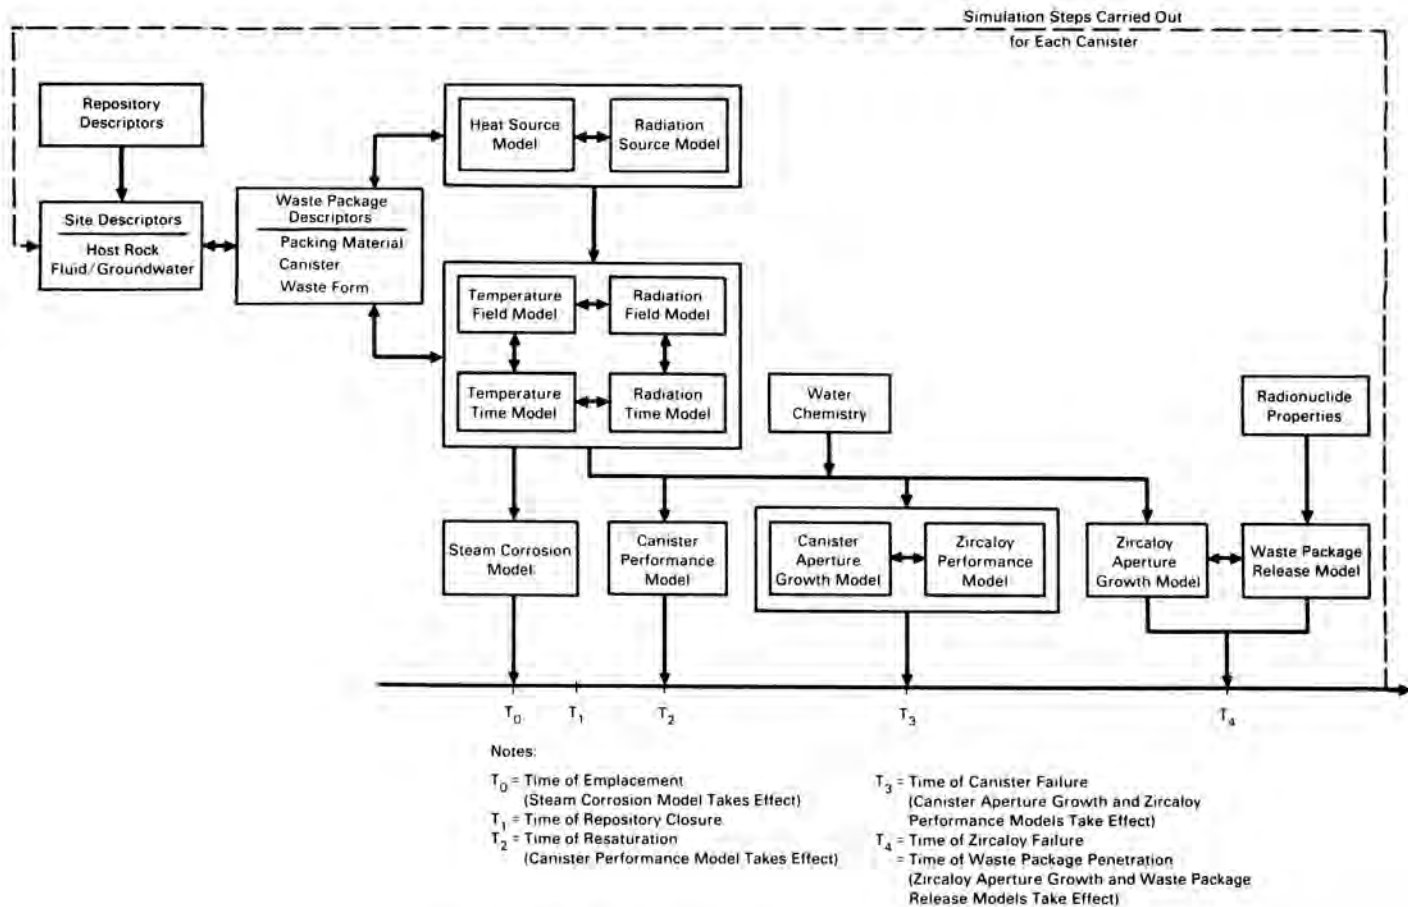 Simulation Steps Carried Out
for Each Canister
Repository
Descriptors
Heat Source
Model
Radiation
Source Model
Site Descriptors
Host Rock
Fluid/Groundwater
Waste Package
Descriptors
Packing Material
Canister
Waste Form
Temperature
Field Model
Radiation
Field Model
Temperature
Time Model
Radiation
Time Model
Water
Chemistry
Radionuclide
Properties
Steam Corrosion
Model
Canister
Performance
Model
Canister
Aperture
Growth Model
Zircaloy
Performance
Model
Zircaloy
Aperture
Growth Model
Waste Package
Release Model
T0
T1
T2
T3
T4
Notes:
T0 = Time of Emplacement
(Steam Corrosion Model Takes Effect)
T1 = Time of Repository Closure
T2 = Time of Resaturation
(Canister Performance Model Takes Effect)
T3 = Time of Canister Failure
(Canister Aperture Growth and Zircaloy
Performance Models Take Effect)
T4 = Time of Zircaloy Failure
= Time of Waste Package Penetration
(Zircaloy Aperture Growth and Waste Package
Release Models Take Effect)